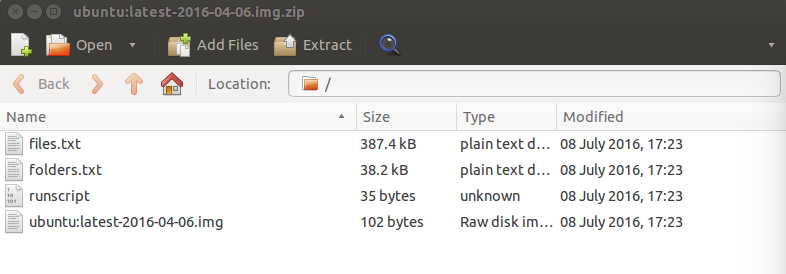 ubuntu:latest-2016-04-06.img.zip
Open Add Files Extract
Back Location: /
Name Size Type Modified
files.txt 387.4 kB plain text d... 08 July 2016, 17:23
folders.txt 38.2 kB plain text d... 08 July 2016, 17:23
runscript 35 bytes unknown 08 July 2016, 17:23
ubuntu:latest-2016-04-06.img 102 bytes Raw disk im... 08 July 2016, 17:23